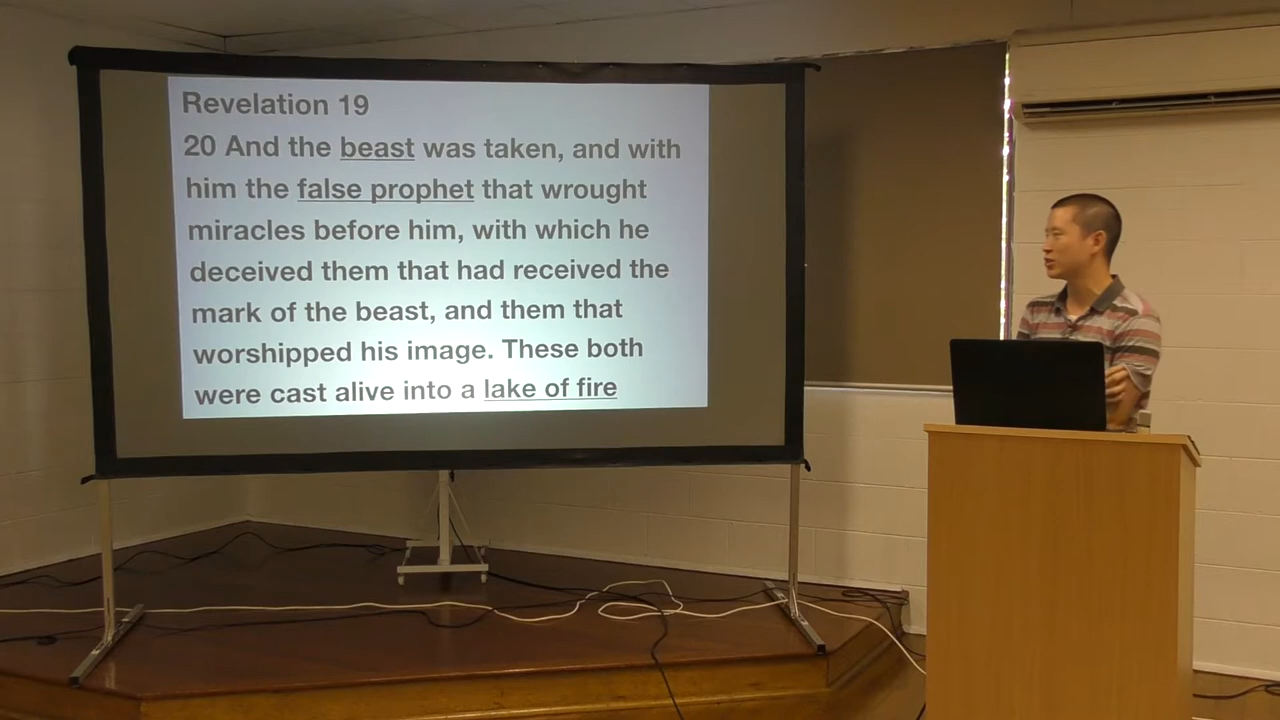 Revelation 19
20 And the beast was taken, and with
him the false prophet that wrought
miracles before him, with which he
deceived them that had received the
mark of the beast, and them that
worshipped his image. These both
were cast alive into a lake of fire